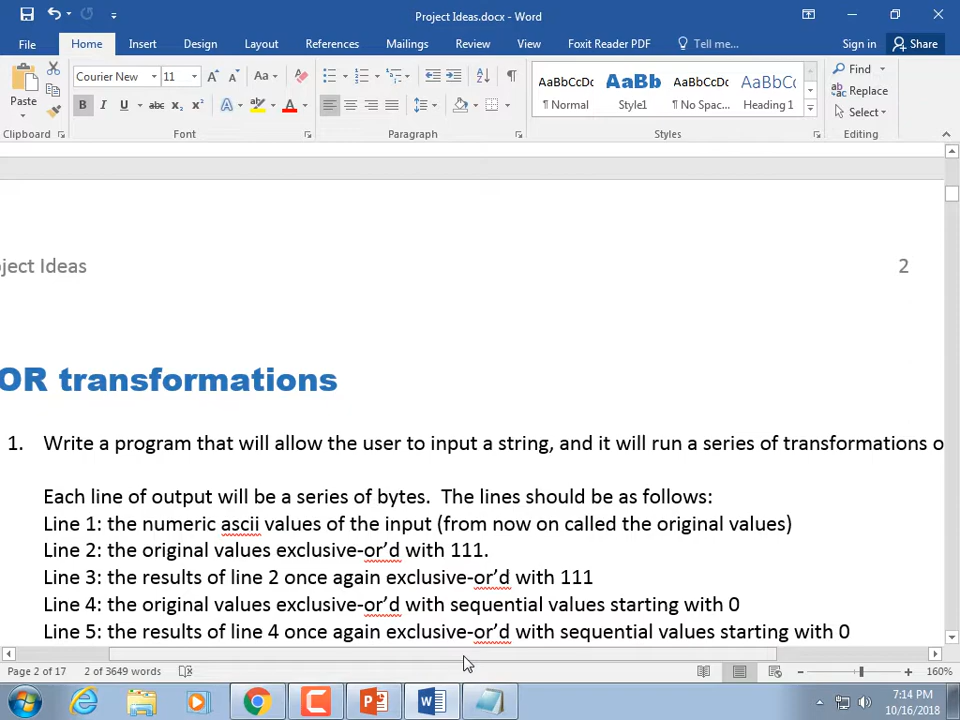 Project Ideas.docx - Word
File Home Insert Design Layout References Mailings Review View Foxit Reader PDF Tell me... Sign in Share
Courier New 11 Aa
Paste
B I U abc x₂ x² A A
AaBbCcDc AaBb AaBbCcDc AaBbCc
¶ Normal Style1 ¶ No Spac... Heading 1
Find
Replace
Select
Clipboard Font Paragraph Styles Editing
oject Ideas 2
OR transformations
1. Write a program that will allow the user to input a string, and it will run a series of transformations o
Each line of output will be a series of bytes. The lines should be as follows:
Line 1: the numeric ascii values of the input (from now on called the original values)
Line 2: the original values exclusive-or’d with 111.
Line 3: the results of line 2 once again exclusive-or’d with 111
Line 4: the original values exclusive-or’d with sequential values starting with 0
Line 5: the results of line 4 once again exclusive-or’d with sequential values starting with 0
Page 2 of 17 2 of 3649 words 160%
7:14 PM
10/16/2018